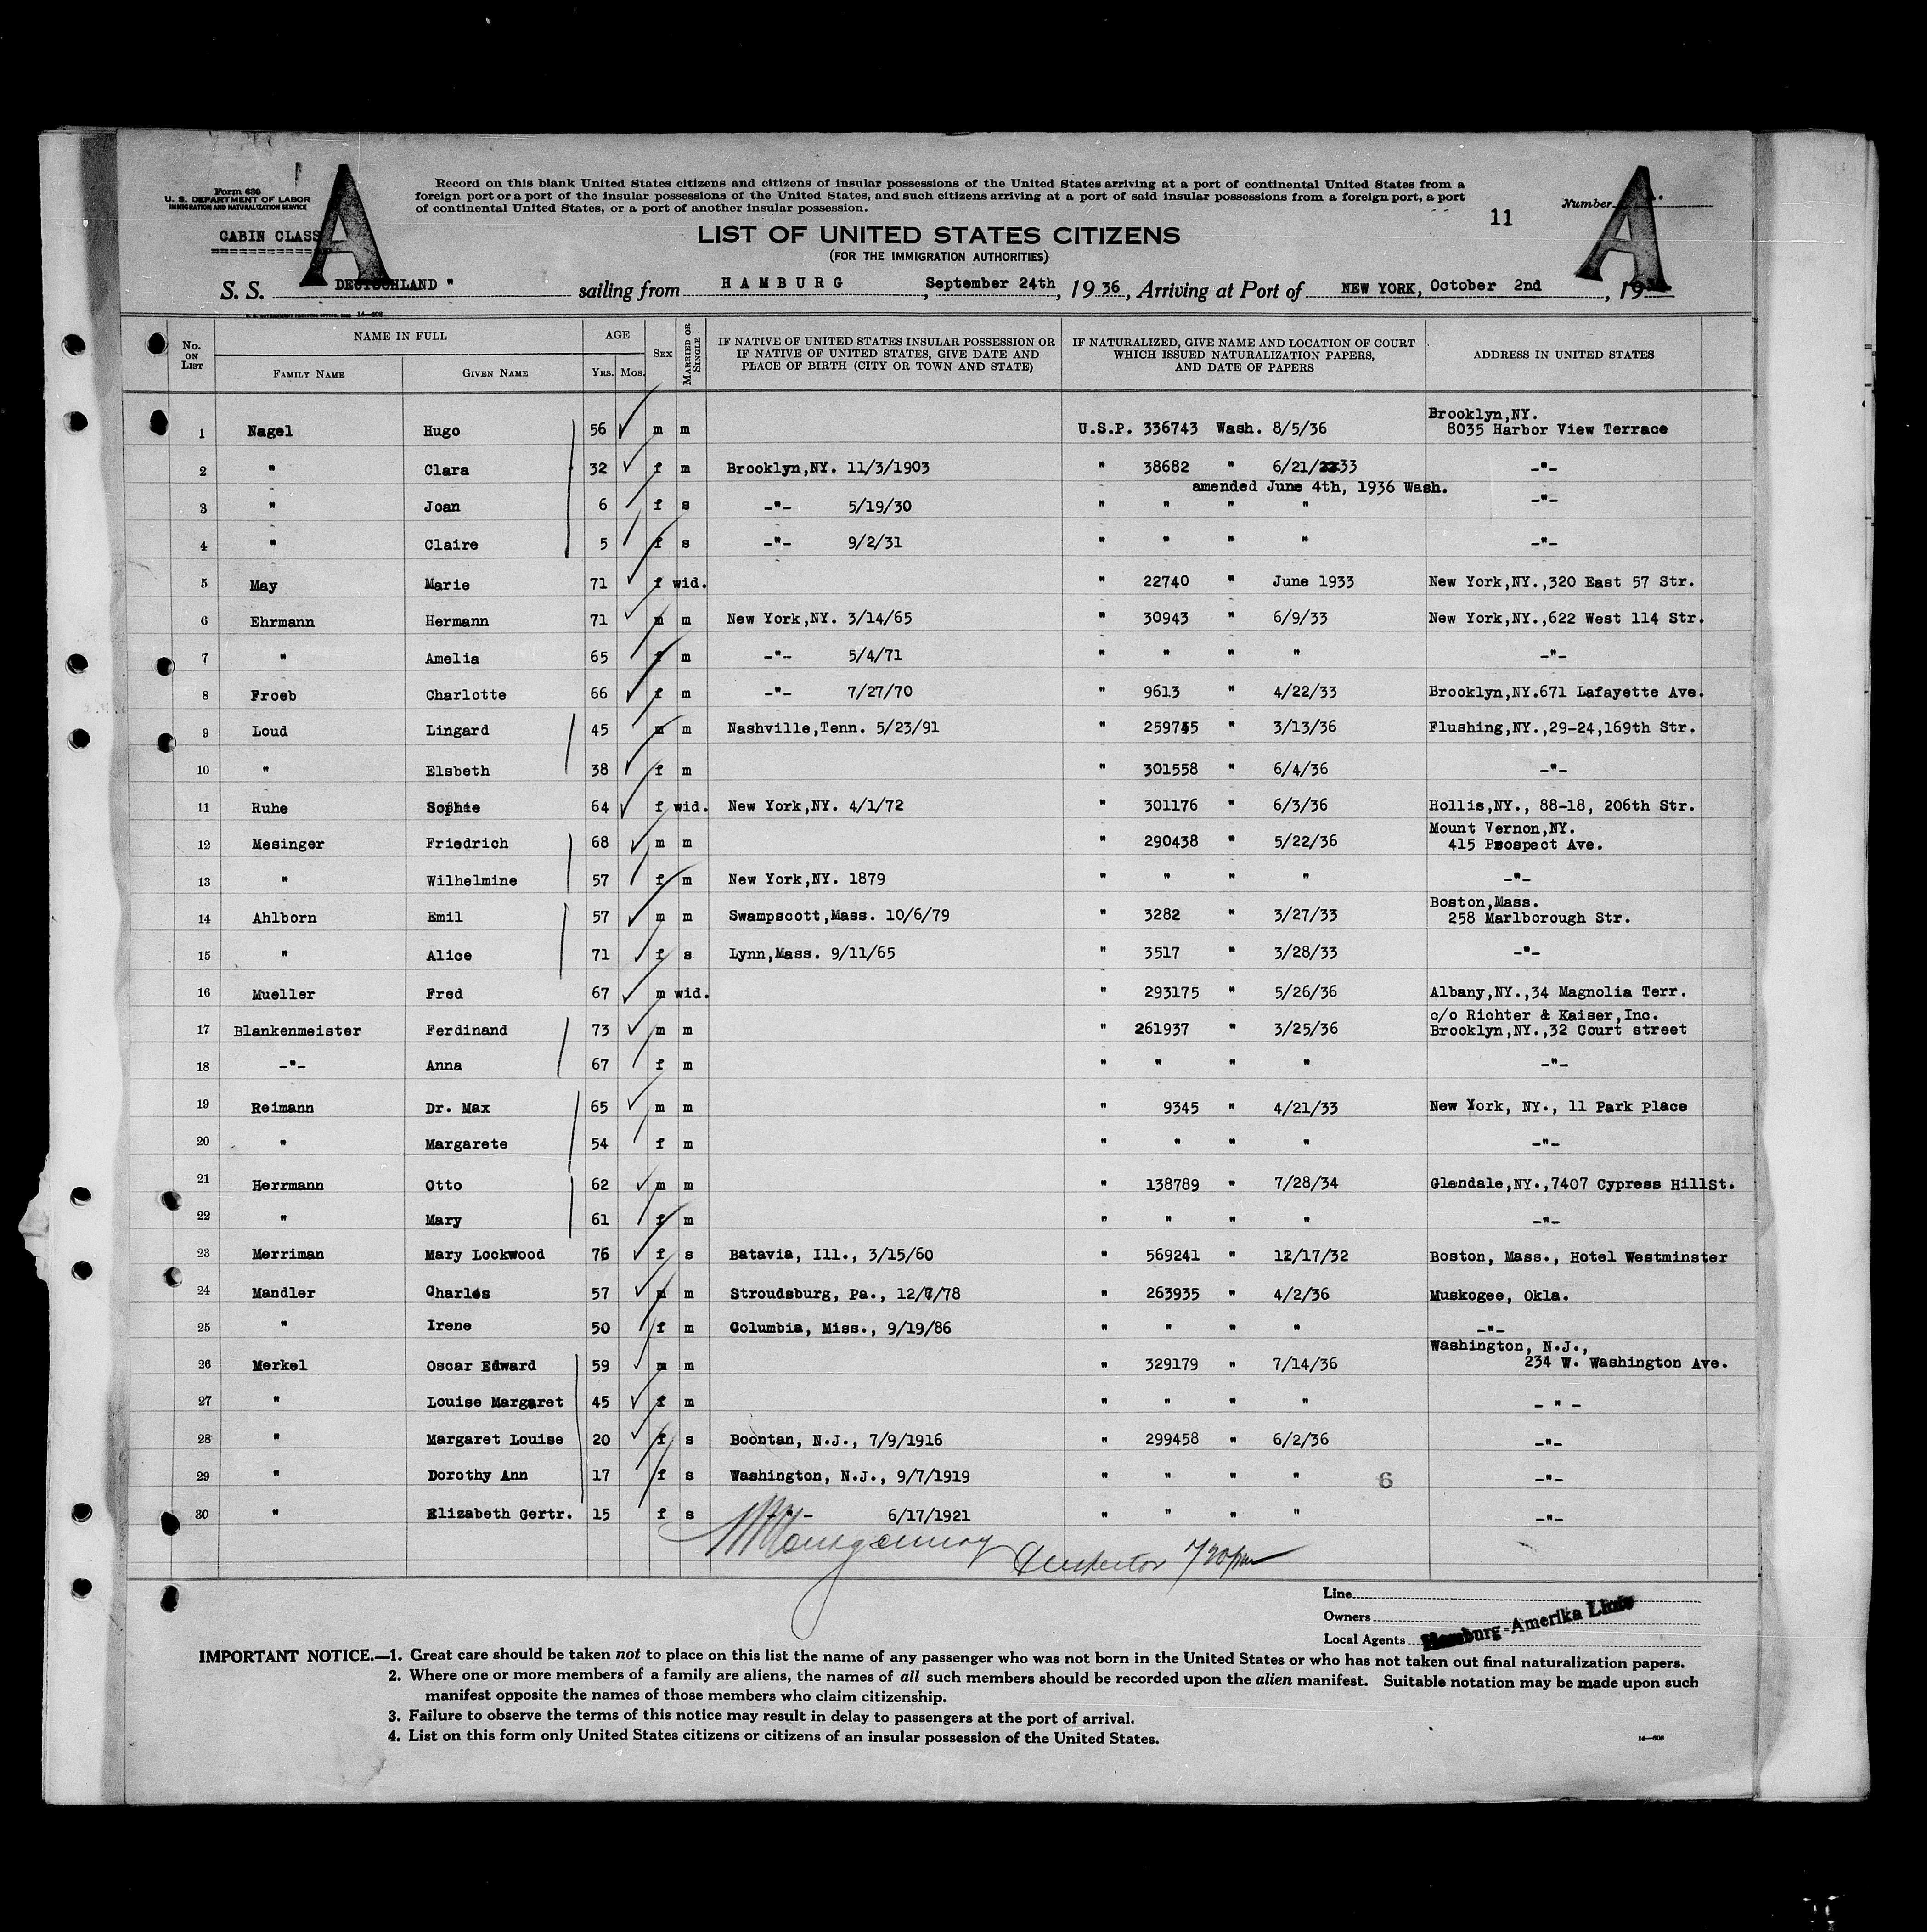 Form 630
U. S. DEPARTMENT OF LABOR
IMMIGRATION AND NATURALIZATION SERVICE
CABIN CLASS
A
Record on this blank United States citizens and citizens of insular possessions of the United States arriving at a port of continental United States from a
foreign port or a port of the insular possessions of the United States, and such citizens arriving at a port of said insular possessions from a foreign port, a port
of continental United States, or a port of another insular possession.
11
Number
A
LIST OF UNITED STATES CITIZENS
(FOR THE IMMIGRATION AUTHORITIES)
S. S. DEUTSCHLAND " sailing from HAMBURG, September 24th, 1936, Arriving at Port of NEW YORK, October 2nd, 19
No. ON LIST NAME IN FULL FAMILY NAME GIVEN NAME AGE YRS. MOS. SEX MARRIED OR SINGLE IF NATIVE OF UNITED STATES INSULAR POSSESSION OR IF NATIVE OF UNITED STATES, GIVE DATE AND PLACE OF BIRTH (CITY OR TOWN AND STATE) IF NATURALIZED, GIVE NAME AND LOCATION OF COURT WHICH ISSUED NATURALIZATION PAPERS, AND DATE OF PAPERS ADDRESS IN UNITED STATES
1 Nagel Hugo 56 m m U.S.P. 336743 Wash. 8/5/36 Brooklyn,NY. 8035 Harbor View Terrace
2 " Clara 32 f m Brooklyn,NY. 11/3/1903 " 38682 " 6/21/33 -"-
amended June 4th, 1936 Wash.
3 " Joan 6 f s -"- 5/19/30 " " " " -"-
4 " Claire 5 f s -"- 9/2/31 " " " " -"-
5 May Marie 71 f wid. " 22740 " June 1933 New York,NY.,320 East 57 Str.
6 Ehrmann Hermann 71 m m New York,NY. 3/14/65 " 30943 " 6/9/33 New York,NY.,622 West 114 Str.
7 " Amelia 65 f m -"- 5/4/71 " " " " -"-
8 Froeb Charlotte 66 f m -"- 7/27/70 " 9613 " 4/22/33 Brooklyn,NY.671 Lafayette Ave.
9 Loud Lingard 45 m m Nashville,Tenn. 5/23/91 " 259745 " 3/13/36 Flushing,NY.,29-24,169th Str.
10 " Elsbeth 38 f m " 301558 " 6/4/36 -"-
11 Ruhe Sophie 64 f wid. New York,NY. 4/1/72 " 301176 " 6/3/36 Hollis,NY., 88-18, 206th Str.
12 Mesinger Friedrich 68 m m " 290438 " 5/22/36 Mount Vernon,NY. 415 Prospect Ave.
13 " Wilhelmine 57 f m New York,NY. 1879 " " " " -"-
14 Ahlborn Emil 57 m m Swampscott,Mass. 10/6/79 " 3282 " 3/27/33 Boston,Mass. 258 Marlborough Str.
15 " Alice 71 f s Lynn,Mass. 9/11/65 " 3517 " 3/28/33 -"-
16 Mueller Fred 67 m wid. " 293175 " 5/26/36 Albany,NY.,34 Magnolia Terr.
17 Blankenmeister Ferdinand 73 m m " 261937 " 3/25/36 c/o Richter & Kaiser,Inc. Brooklyn,NY.,32 Court street
18 -"- Anna 67 f m " " " " -"-
19 Reimann Dr. Max 65 m m " 9345 " 4/21/33 New York, NY., 11 Park Place
20 " Margarete 54 f m " " " " -"-
21 Herrmann Otto 62 m m " 138789 " 7/28/34 Glendale,NY.,7407 Cypress HillSt.
22 " Mary 61 f m " " " " -"-
23 Merriman Mary Lockwood 76 f s Batavia, Ill., 3/15/60 " 569241 " 12/17/32 Boston, Mass., Hotel Westminster
24 Mandler Charles 57 m m Stroudsburg, Pa., 12/ /78 " 263935 " 4/2/36 Muskogee, Okla.
25 " Irene 50 f m Columbia, Miss., 9/19/86 " " " " -"-
26 Merkel Oscar Edward 59 m m " 329179 " 7/14/36 Washington, N.J., 234 W. Washington Ave.
27 " Louise Margaret 45 f m " " " " - " -
28 " Margaret Louise 20 f s Boontan, N.J., 7/9/1916 " 299458 " 6/2/36 -"-
29 " Dorothy Ann 17 f s Washington, N.J., 9/7/1919 " " " " 6 -"-
30 " Elizabeth Gertr. 15 f s -"- 6/17/1921 " " " " -"-
Montgomery Inspector 720pm
Line
Owners
Local Agents Hamburg-Amerika Linie
IMPORTANT NOTICE.—1. Great care should be taken not to place on this list the name of any passenger who was not born in the United States or who has not taken out final naturalization papers.
2. Where one or more members of a family are aliens, the names of all such members should be recorded upon the alien manifest. Suitable notation may be made upon such
manifest opposite the names of those members who claim citizenship.
3. Failure to observe the terms of this notice may result in delay to passengers at the port of arrival.
4. List on this form only United States citizens or citizens of an insular possession of the United States.
14—608